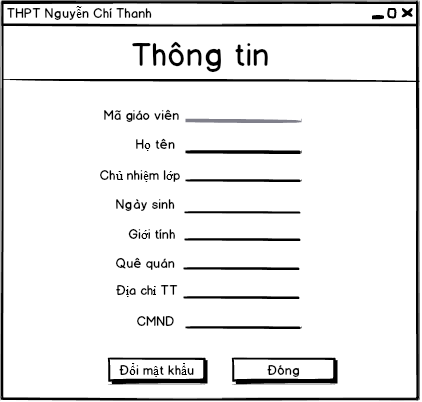 THPT Nguyễn Chí Thanh
Thông tin
Mã giáo viên
Họ tên
Chủ nhiệm lớp
Ngày sinh
Giới tính
Quê quán
Địa chỉ TT
CMND
Đổi mật khẩu
Đóng